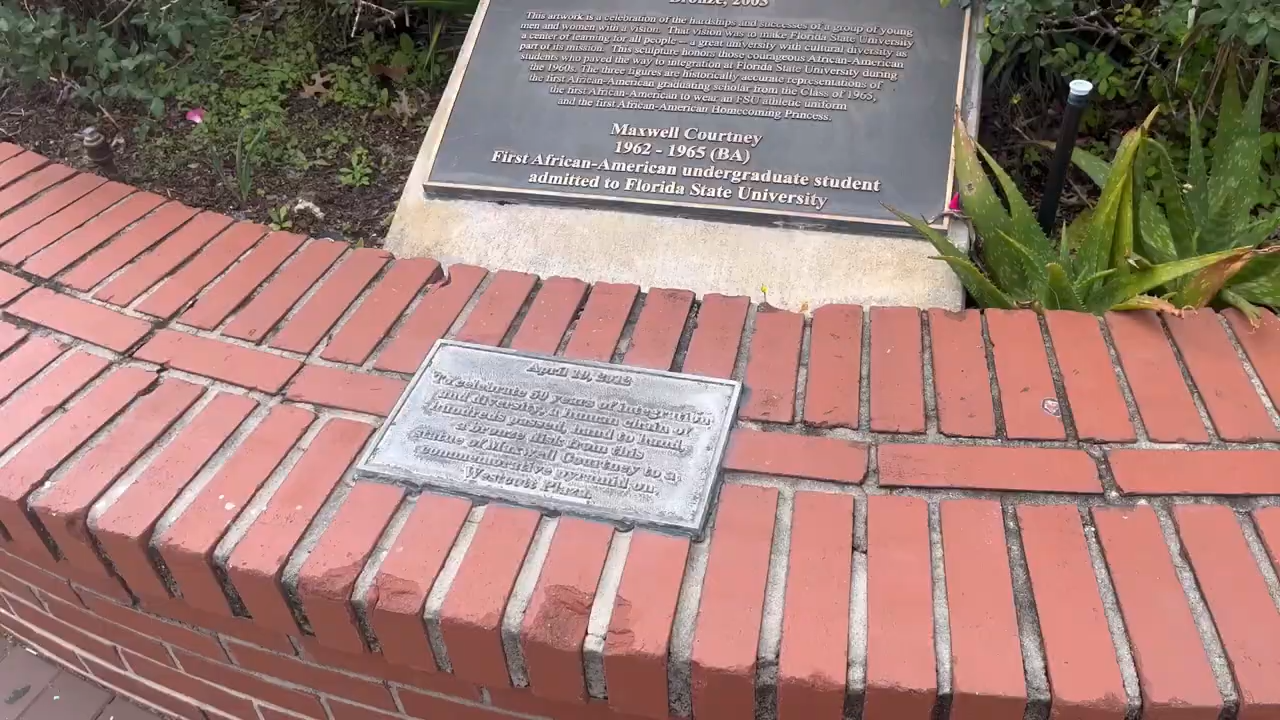 Bronze, 2003
This artwork is a celebration of the hardships and successes of a group of young
men and women with a vision. That vision was to make Florida State University
a center of learning for all people — a great university with cultural diversity as
part of its mission. This sculpture honors those courageous African-American
students who paved the way to integration at Florida State University during
the 1960s. The three figures are historically accurate representations of
the first African-American graduating scholar from the Class of 1965,
the first African-American to wear an FSU athletic uniform
and the first African-American Homecoming Princess.
Maxwell Courtney
1962 - 1965 (BA)
First African-American undergraduate student
admitted to Florida State University
April 10, 2012
To celebrate 50 years of integration
and diversity, a human chain of
hundreds passed, hand to hand,
a bronze disk from this
statue of Maxwell Courtney to a
commemorative pyramid on
Westcott Plaza.